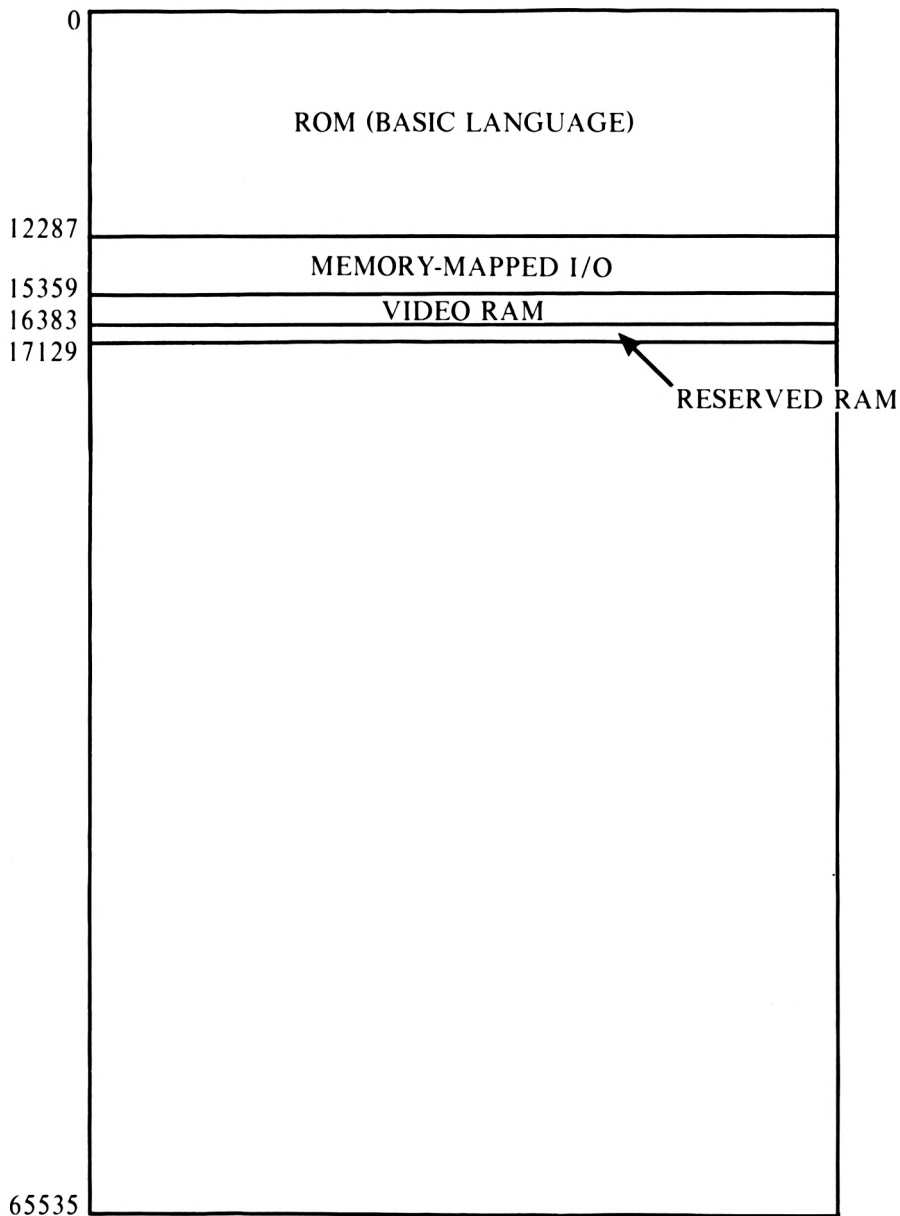 0
ROM (BASIC LANGUAGE)
12287
MEMORY-MAPPED I/O
15359
VIDEO RAM
16383
17129
RESERVED RAM
65535